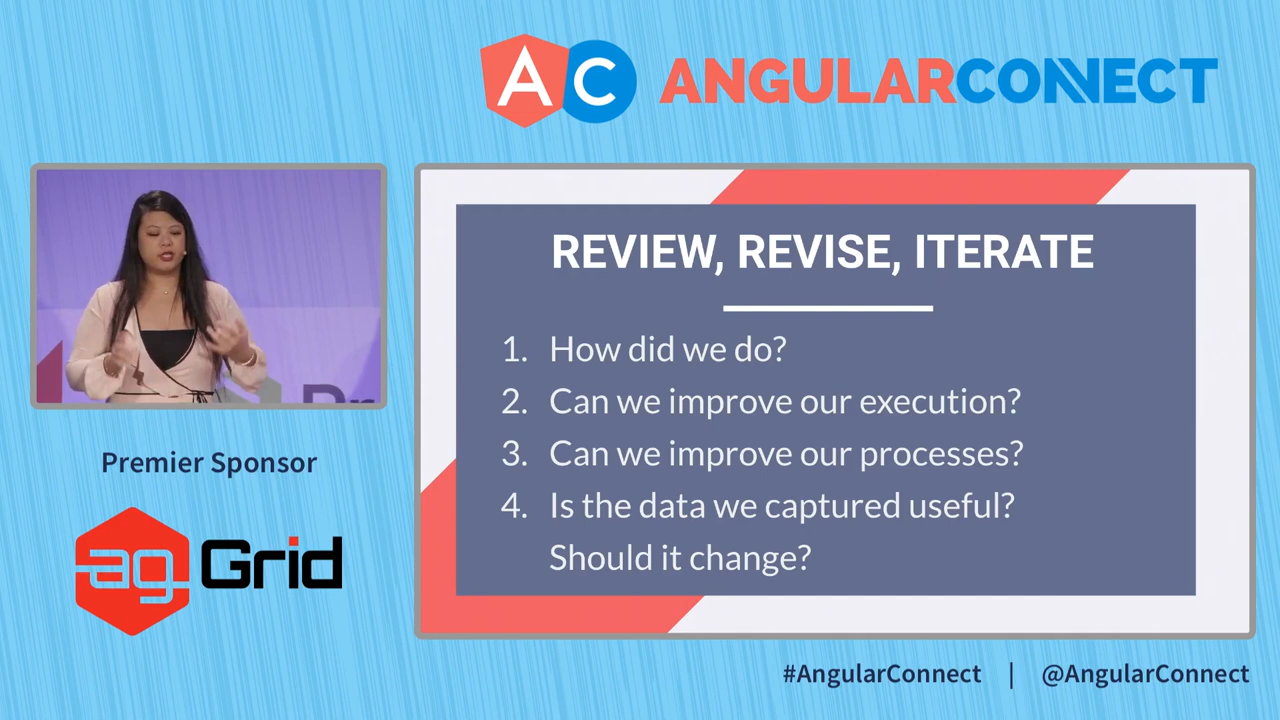 AC ANGULARCONNECT
REVIEW, REVISE, ITERATE
1. How did we do?
2. Can we improve our execution?
3. Can we improve our processes?
4. Is the data we captured useful?
Should it change?
Premier Sponsor
ag Grid
#AngularConnect | @AngularConnect